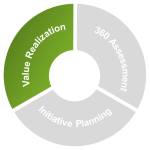 Value Realization
360 Assessment
Initiative Planning